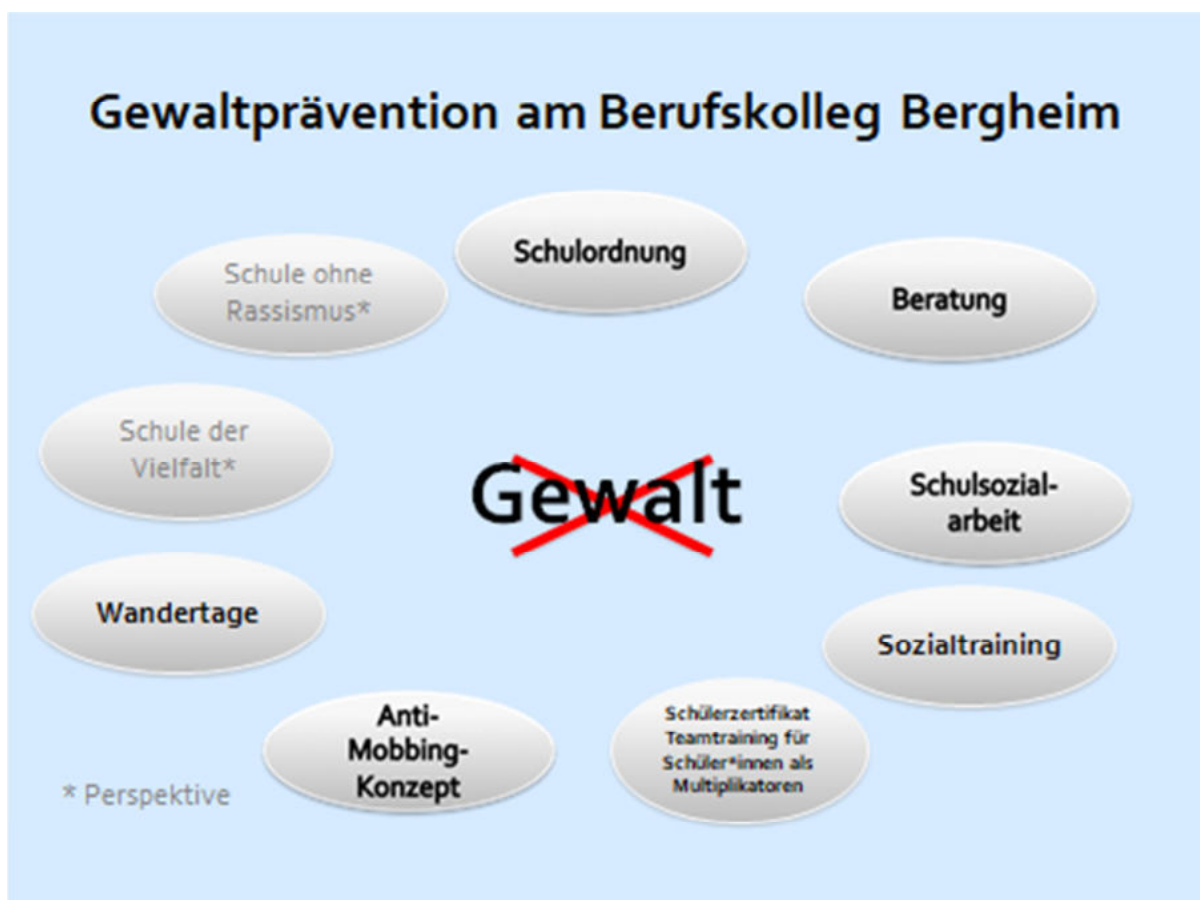 Gewaltprävention am Berufskolleg Bergheim
Schulordnung
Schule ohne
Rassismus*
Beratung
Schule der
Vielfalt*
Gewalt
Schulsozial-
arbeit
Wandertage
Sozialtraining
Anti-
Mobbing-
Konzept
Schülerzertifikat
Teamtraining für
Schüler*innen als
Multiplikatoren
* Perspektive